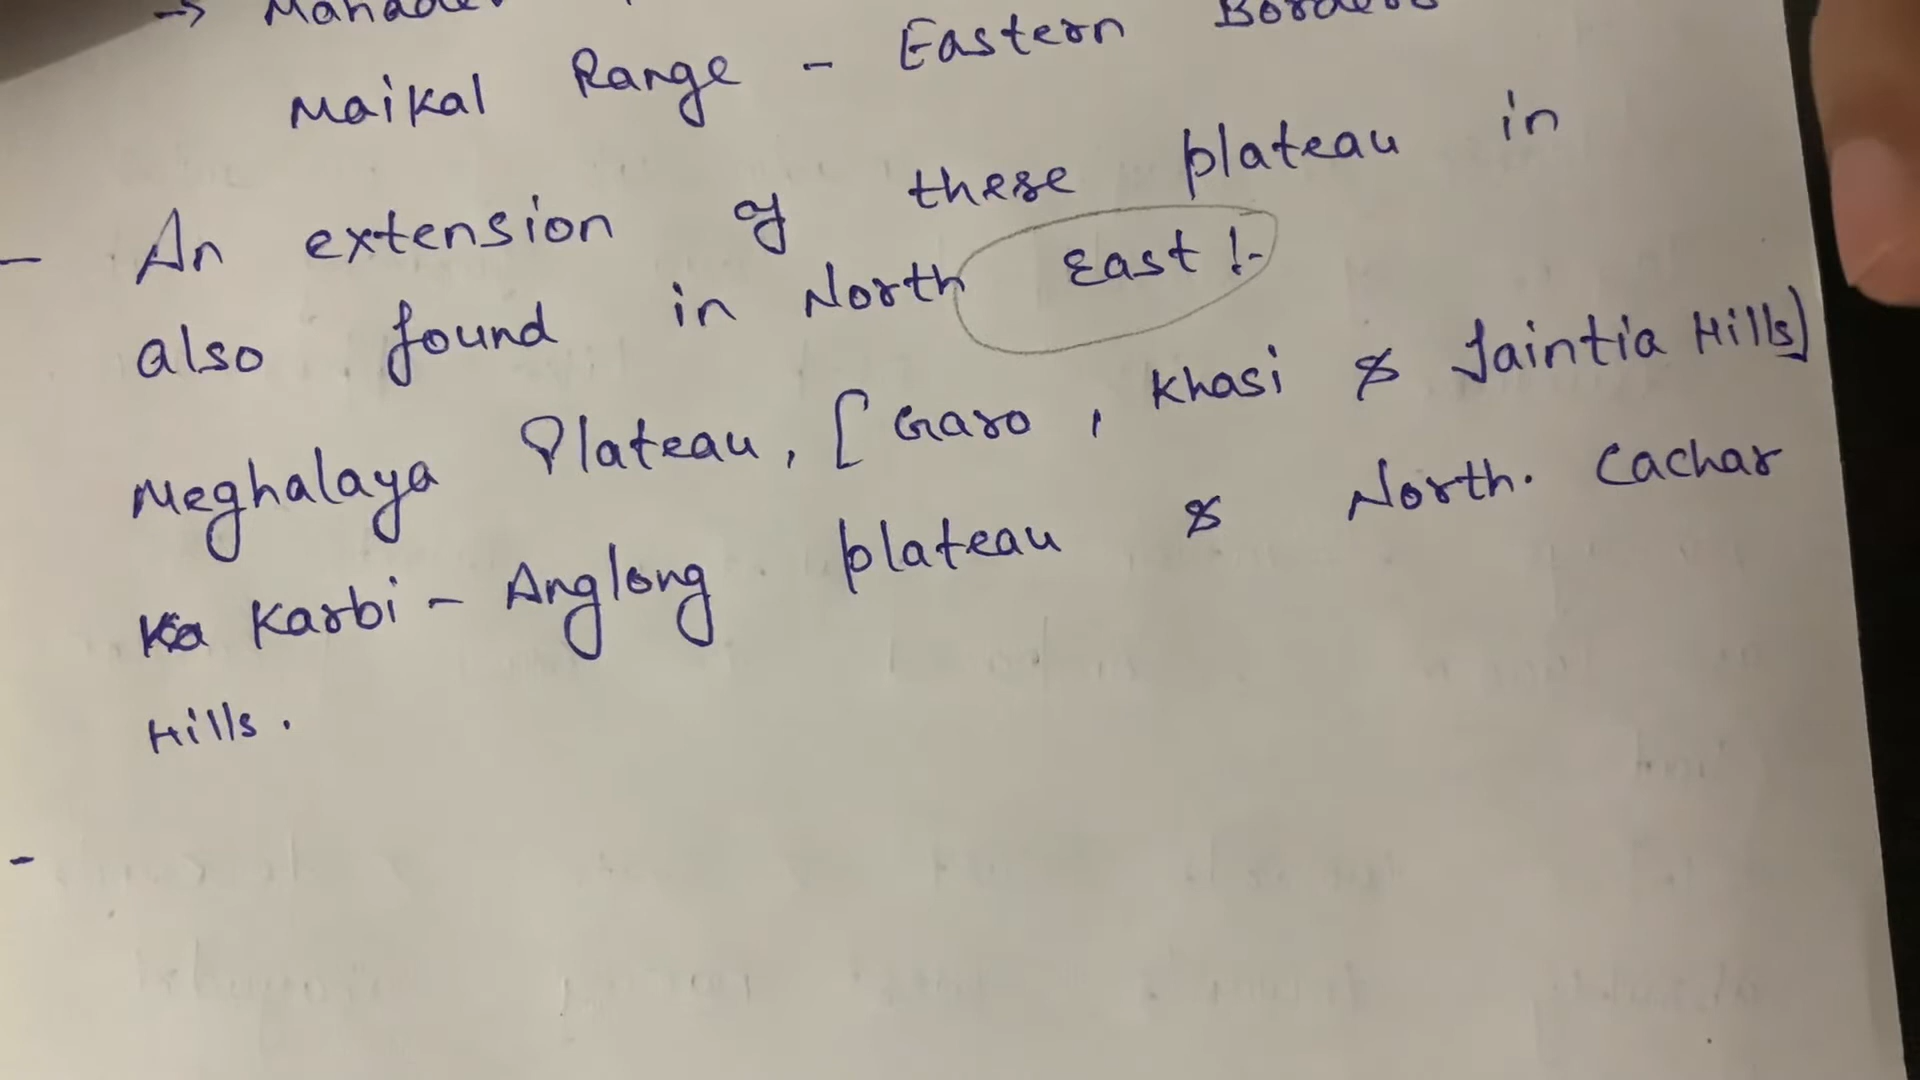 →
Maikal Range - Eastern
- An extension of these plateau in
also found in North East !-
Meghalaya Plateau, [Garo, Khasi & Jaintia Hills]
Ka Karbi - Anglong plateau & North. Cachar
Hills.
-